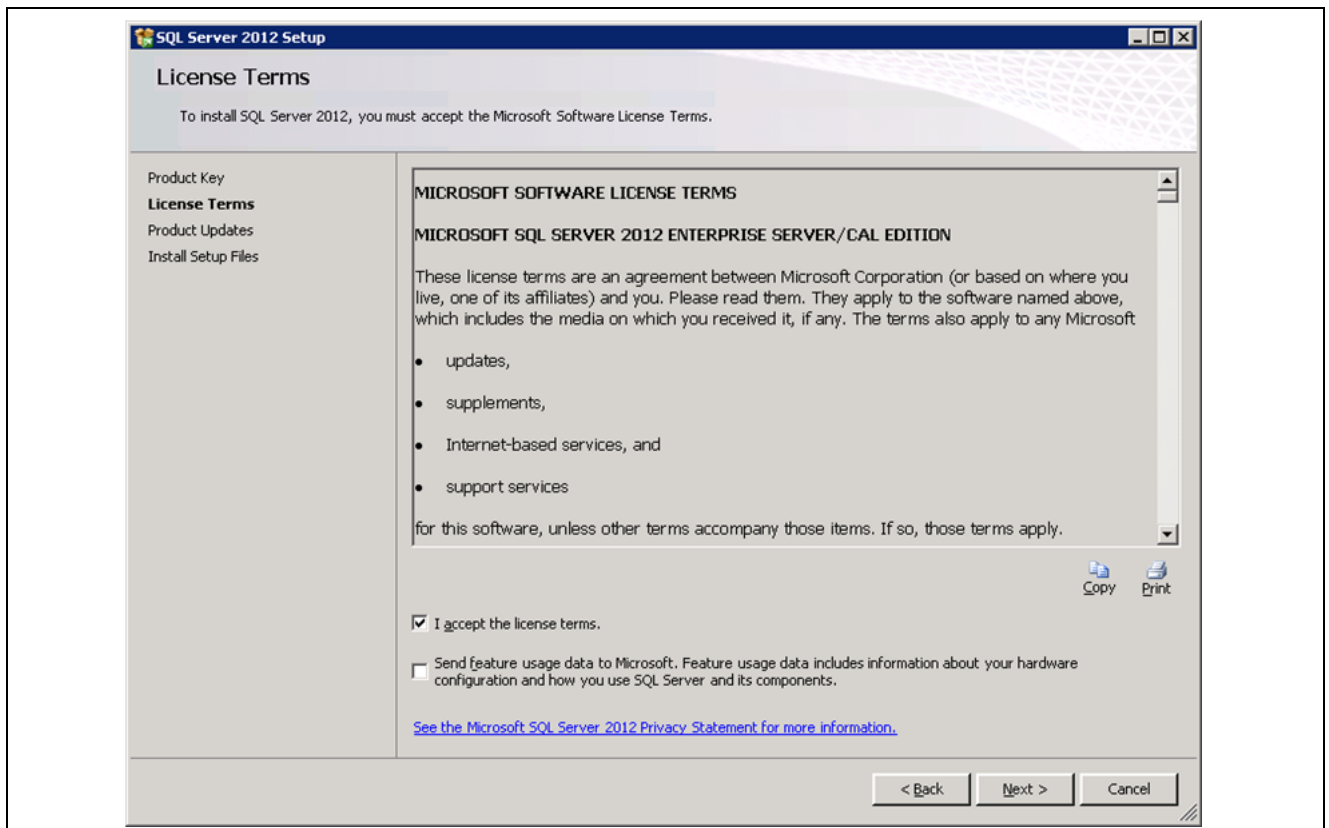 SQL Server 2012 Setup
License Terms
To install SQL Server 2012, you must accept the Microsoft Software License Terms.
Product Key
License Terms
Product Updates
Install Setup Files
MICROSOFT SOFTWARE LICENSE TERMS
MICROSOFT SQL SERVER 2012 ENTERPRISE SERVER/CAL EDITION
These license terms are an agreement between Microsoft Corporation (or based on where you
live, one of its affiliates) and you. Please read them. They apply to the software named above,
which includes the media on which you received it, if any. The terms also apply to any Microsoft
• updates,
• supplements,
• Internet-based services, and
• support services
for this software, unless other terms accompany those items. If so, those terms apply.
Copy Print
I accept the license terms.
Send feature usage data to Microsoft. Feature usage data includes information about your hardware
configuration and how you use SQL Server and its components.
See the Microsoft SQL Server 2012 Privacy Statement for more information.
< Back Next > Cancel